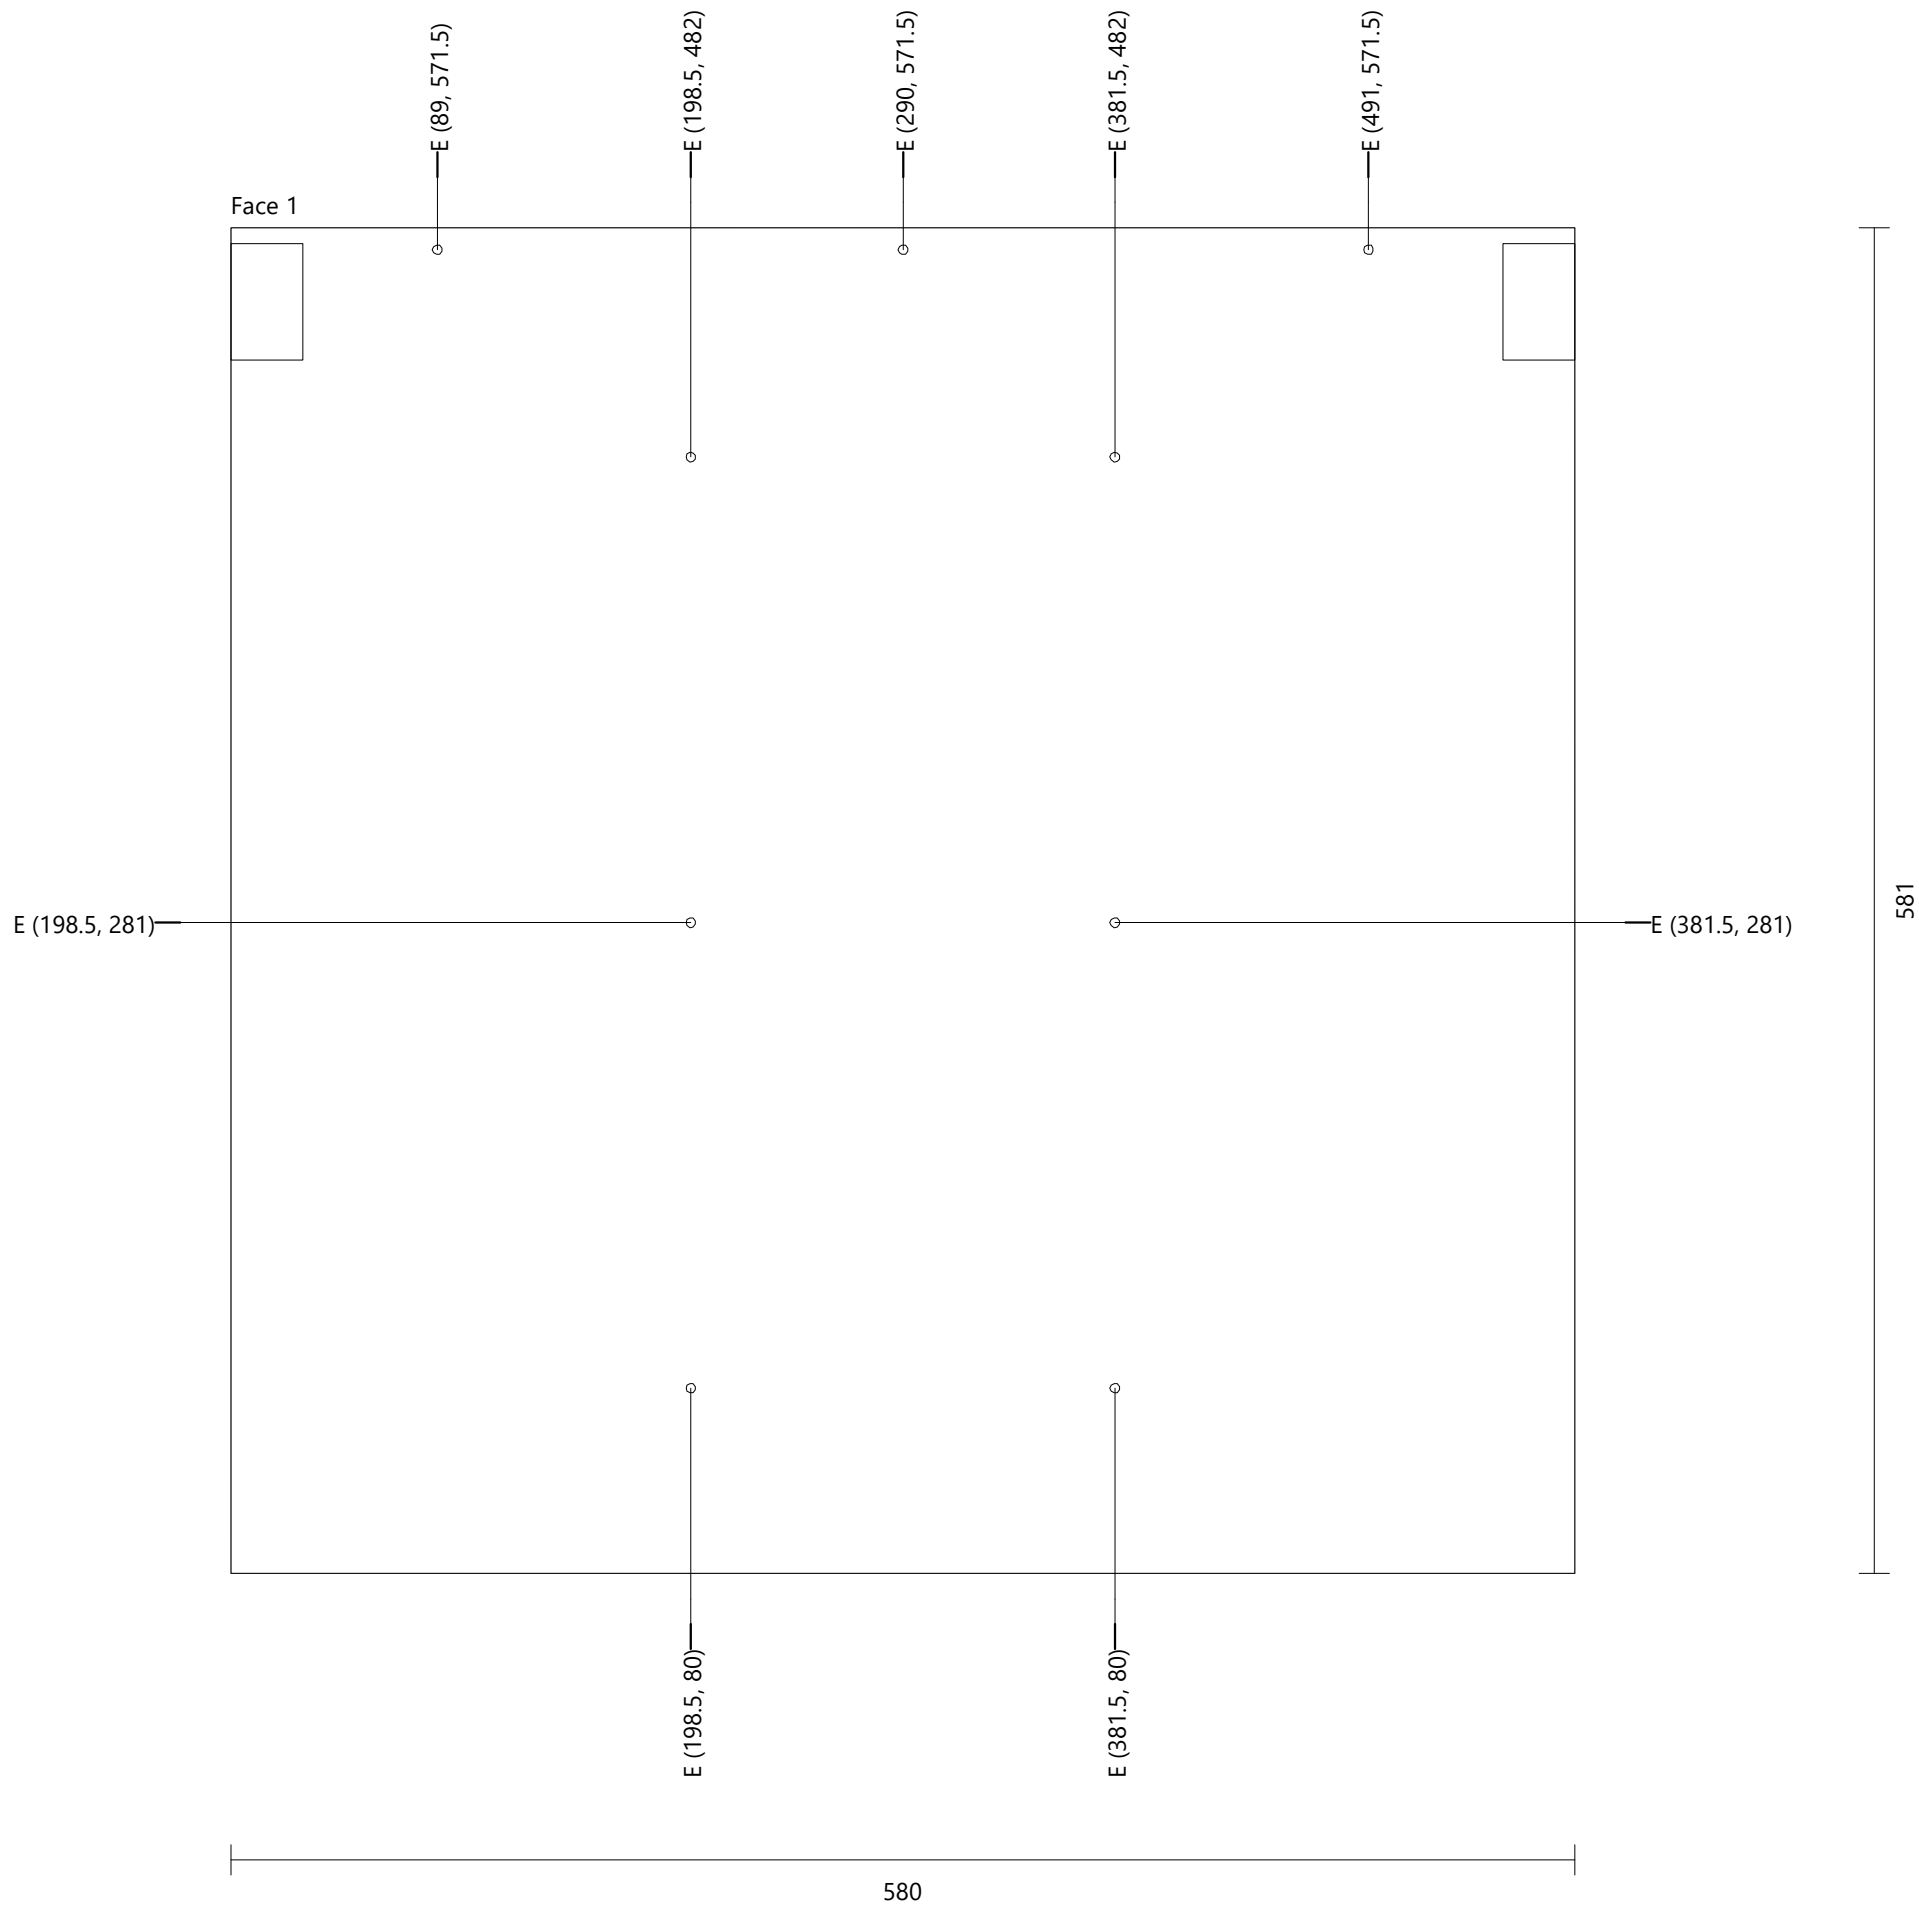 E (89, 571.5)
E (198.5, 482)
E (290, 571.5)
E (381.5, 482)
E (491, 571.5)
Face 1
E (198.5, 281)
E (381.5, 281)
581
E (198.5, 80)
E (381.5, 80)
580